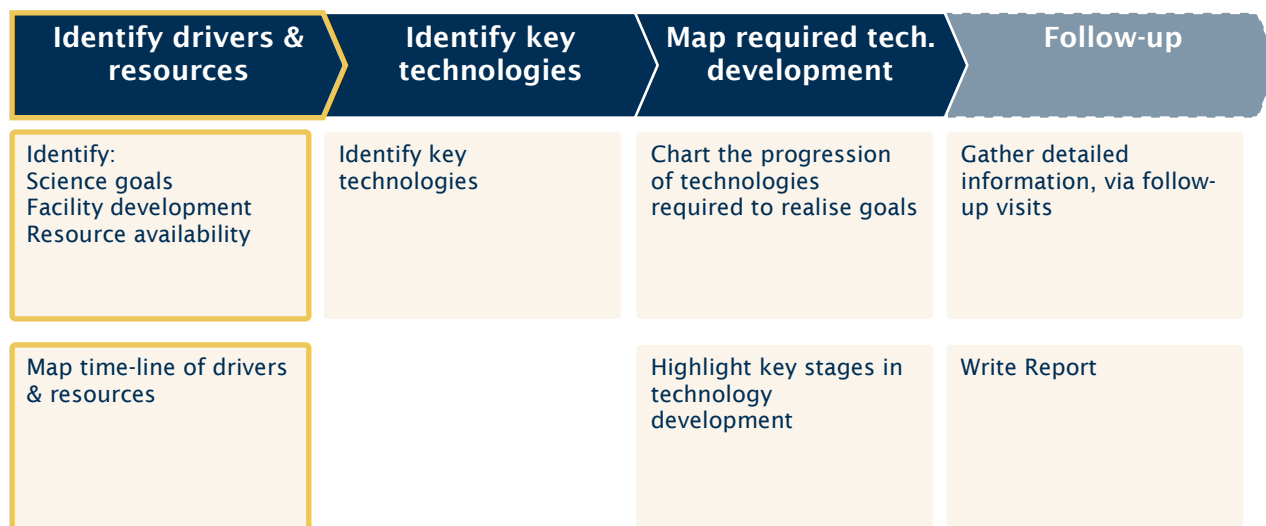 Identify drivers &
resources
Identify key
technologies
Map required tech.
development
Follow-up
Identify:
Science goals
Facility development
Resource availability
Identify key
technologies
Chart the progression
of technologies
required to realise goals
Gather detailed
information, via follow-
up visits
Map time-line of drivers
& resources
Highlight key stages in
technology
development
Write Report